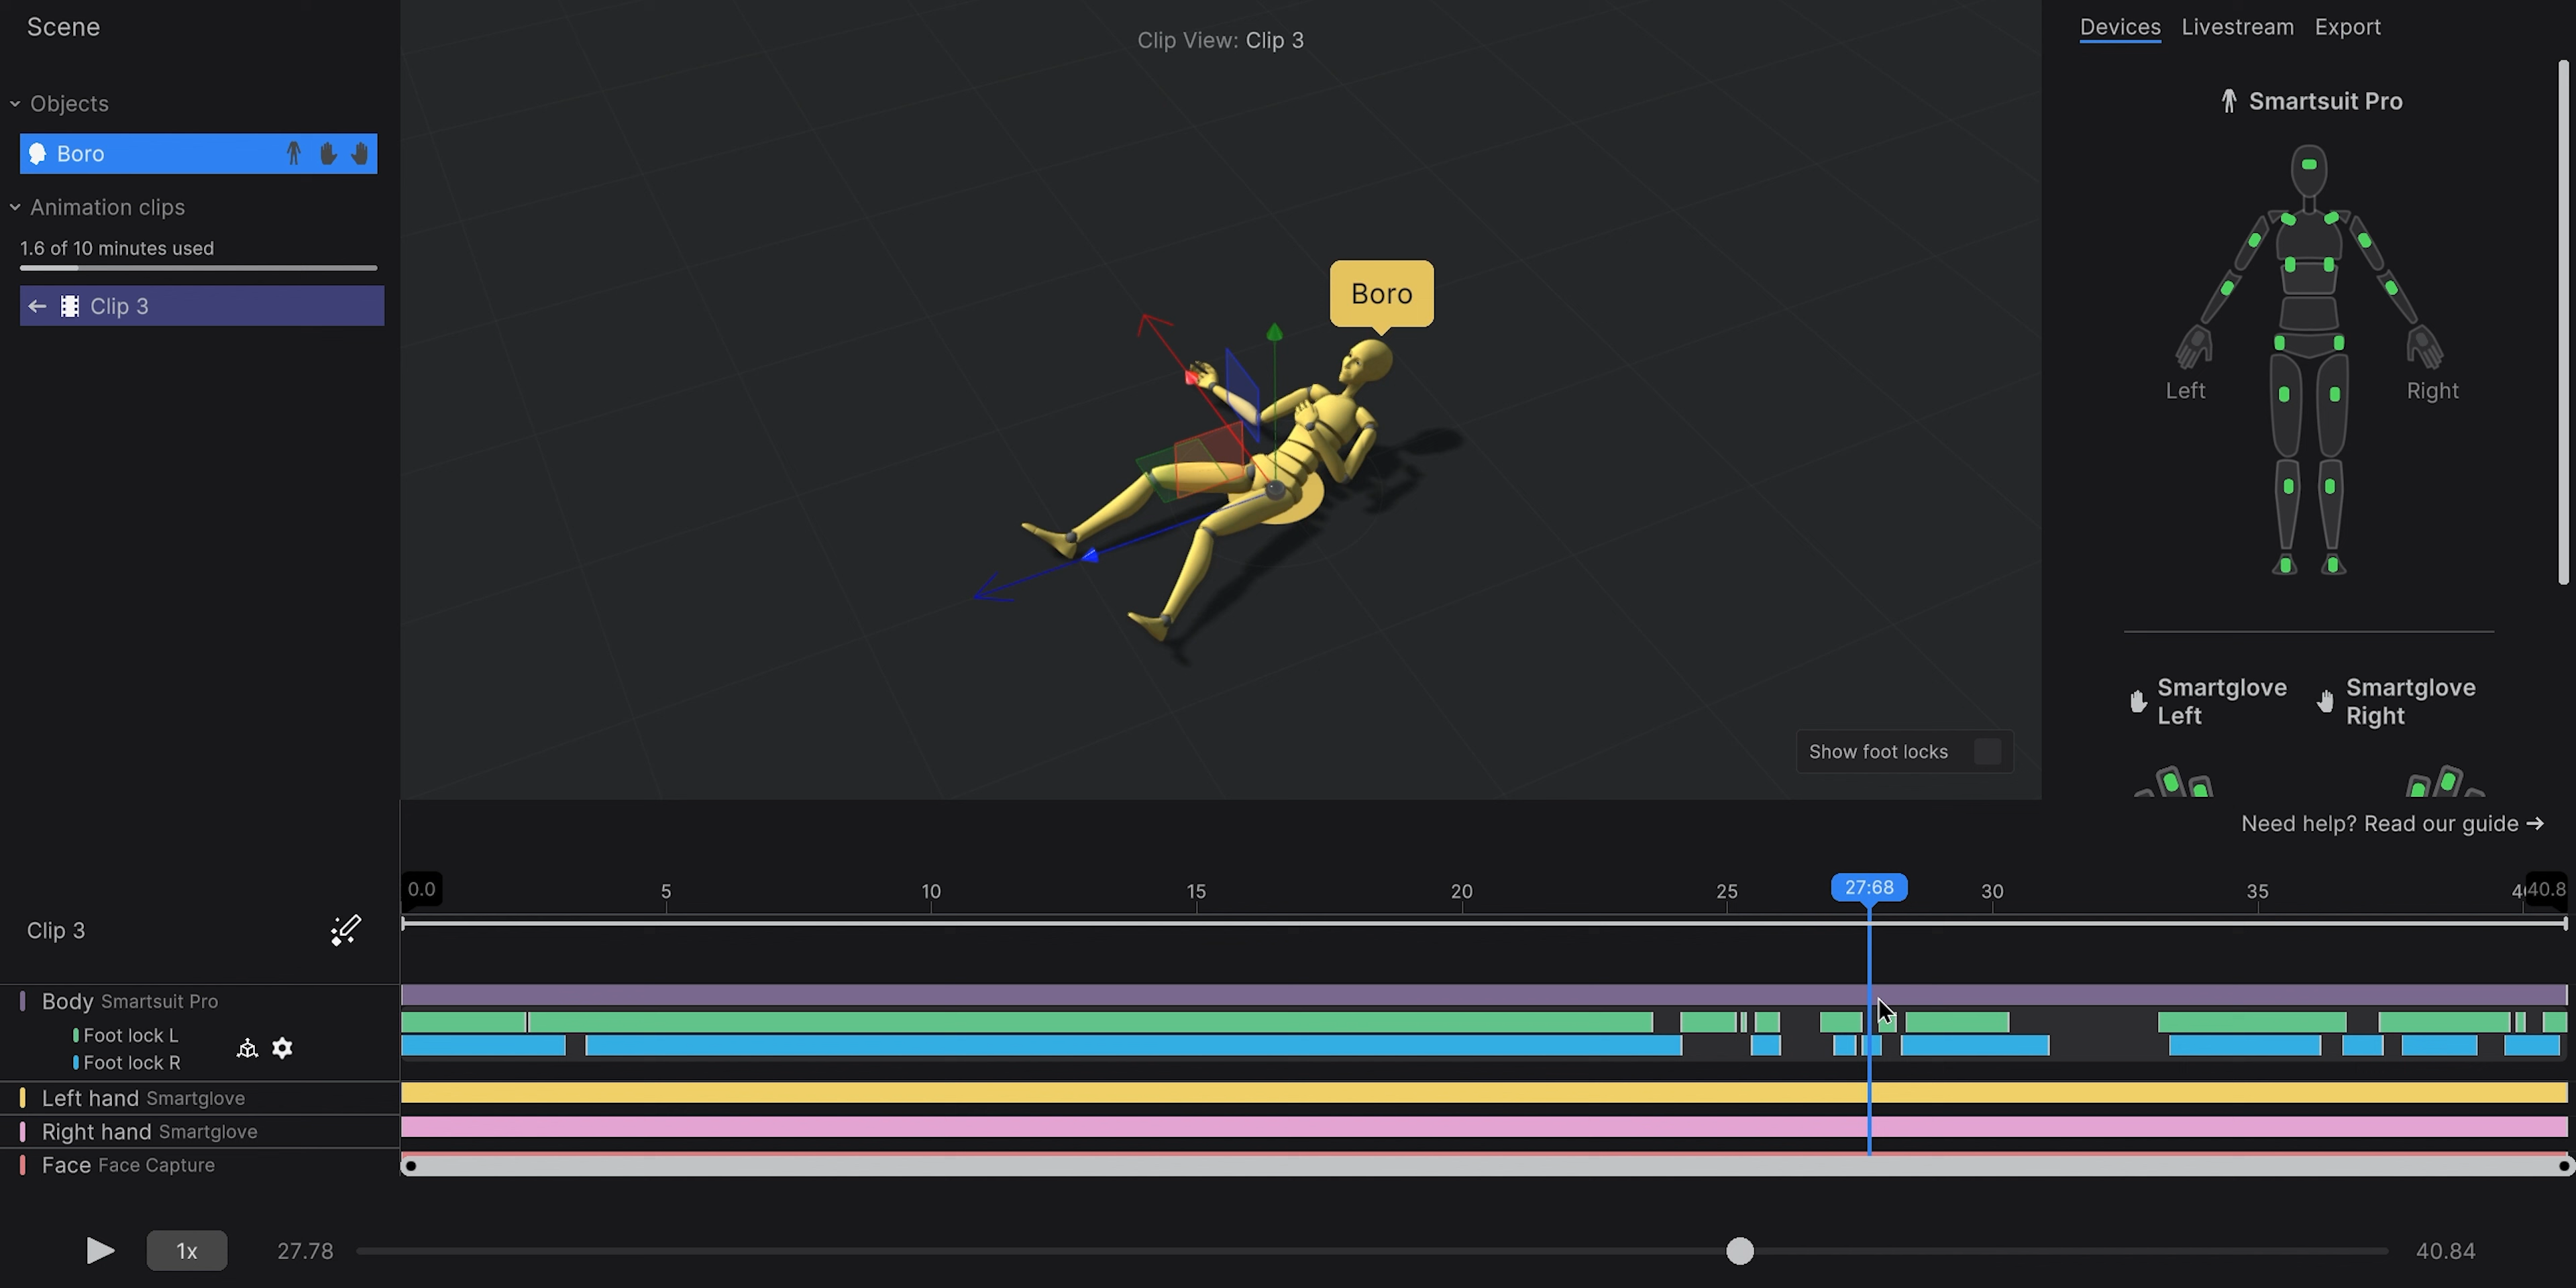 Scene
Clip View: Clip 3
Devices Livestream Export
Objects
Boro
Animation clips
1.6 of 10 minutes used
Clip 3
Boro
Smartsuit Pro
Left Right
Show foot locks
Smartglove Left
Smartglove Right
Need help? Read our guide →
0.0 5 10 15 20 25 27:68 30 35 40.8
Clip 3
Body Smartsuit Pro
Foot lock L
Foot lock R
Left hand Smartglove
Right hand Smartglove
Face Face Capture
1x 27.78 40.84